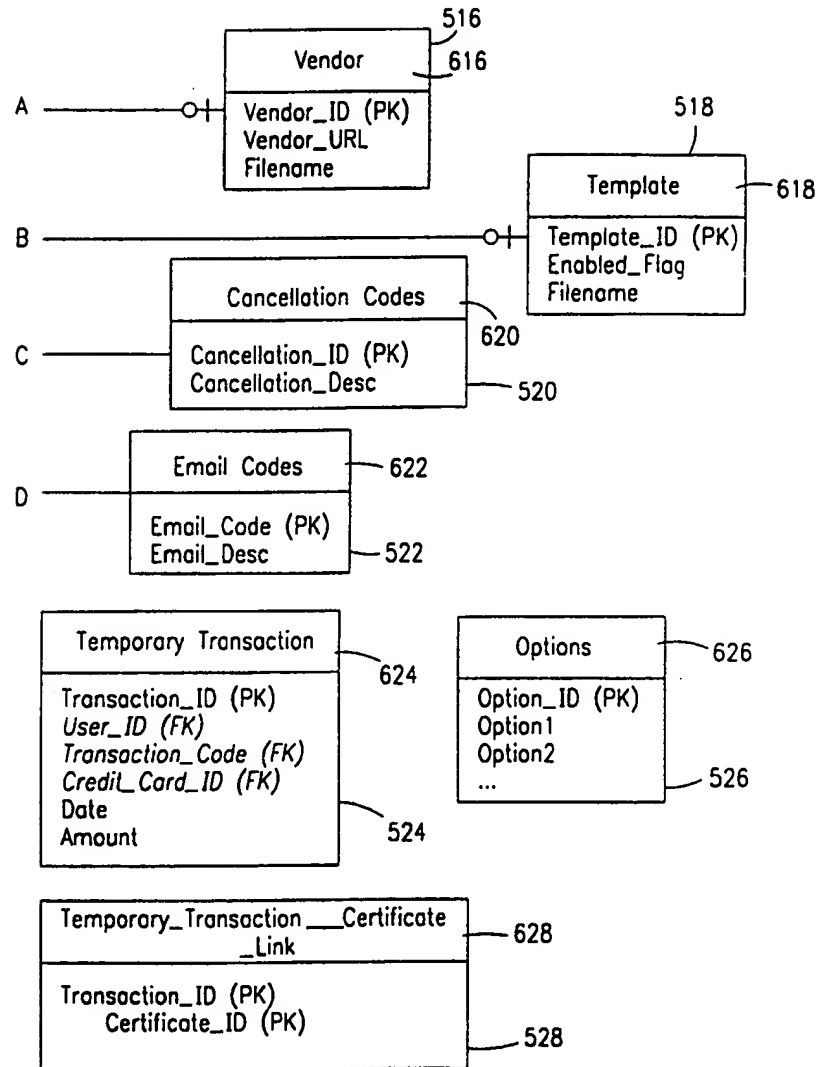 516
Vendor
616
A
Vendor_ID (PK)
Vendor_URL
Filename
518
Template
618
B
Template_ID (PK)
Enabled_Flag
Filename
Cancellation Codes
620
C
Cancellation_ID (PK)
Cancellation_Desc
520
Email Codes
622
D
Email_Code (PK)
Email_Desc
522
Temporary Transaction
624
Transaction_ID (PK)
User_ID (FK)
Transaction_Code (FK)
Credit_Card_ID (FK)
Date
Amount
524
Options
626
Option_ID (PK)
Option1
Option2
...
526
Temporary_Transaction___Certificate
_Link
628
Transaction_ID (PK)
Certificate_ID (PK)
528